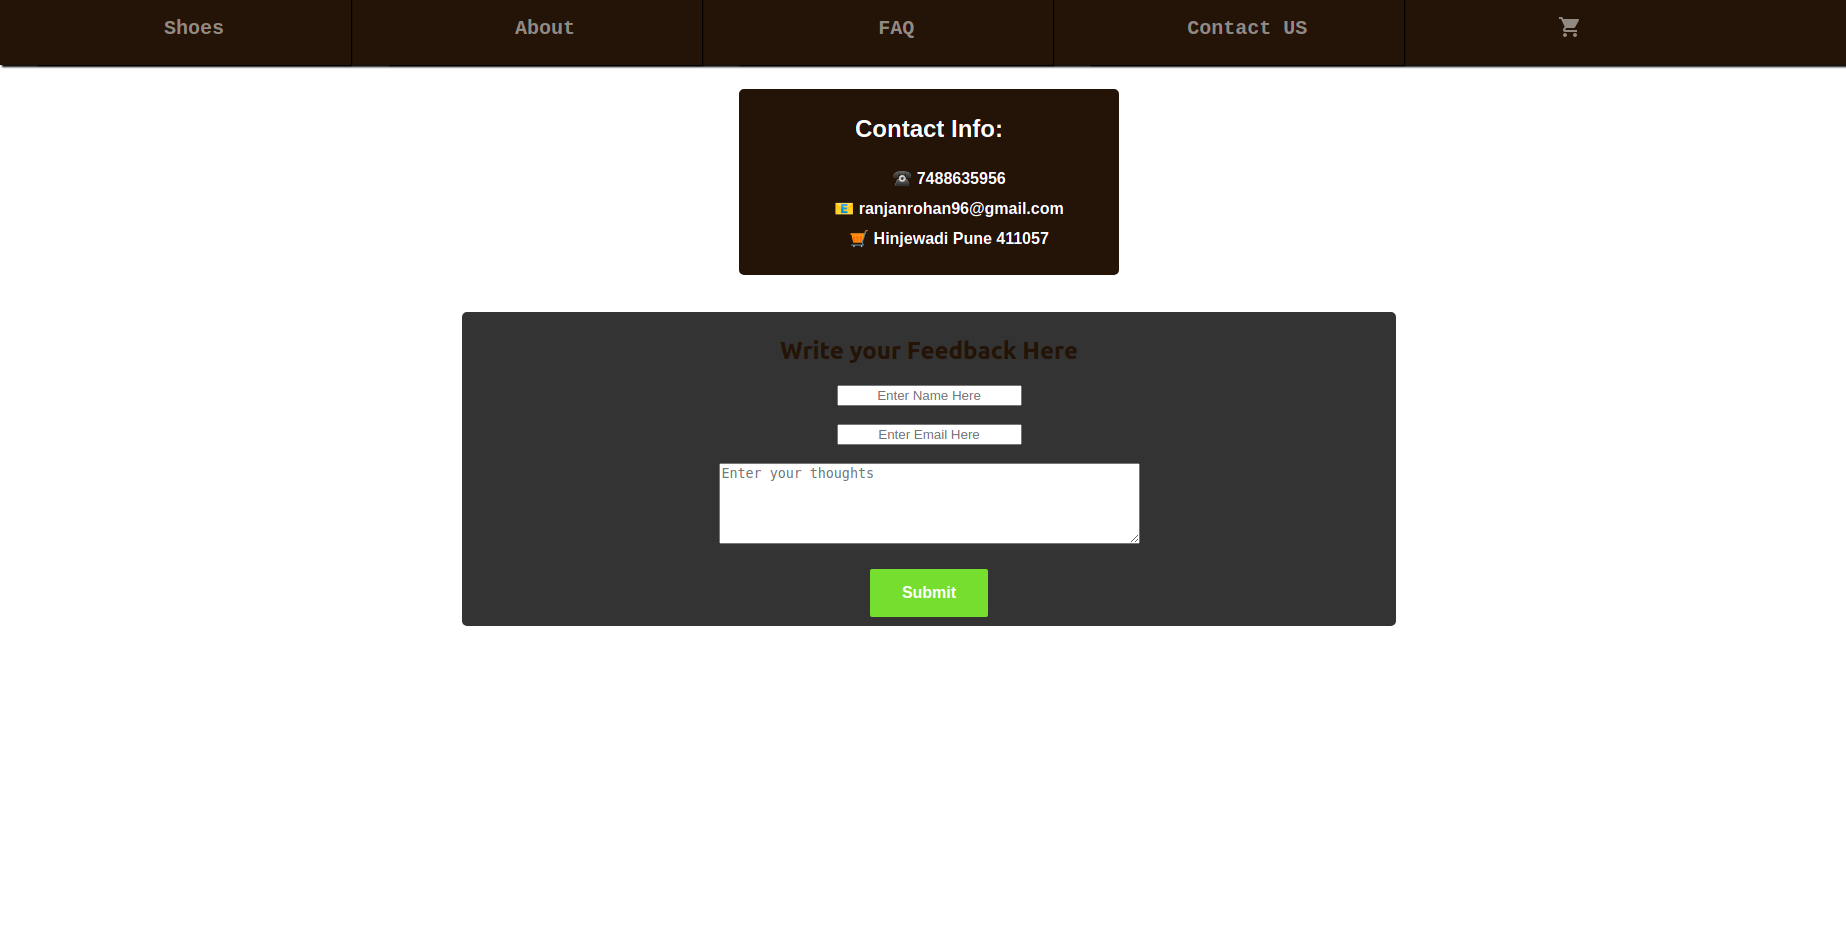 Shoes About FAQ Contact US
Contact Info:
☎ 7488635956
📧 ranjanrohan96@gmail.com
🛒 Hinjewadi Pune 411057
Write your Feedback Here
Enter Name Here
Enter Email Here
Enter your thoughts
Submit